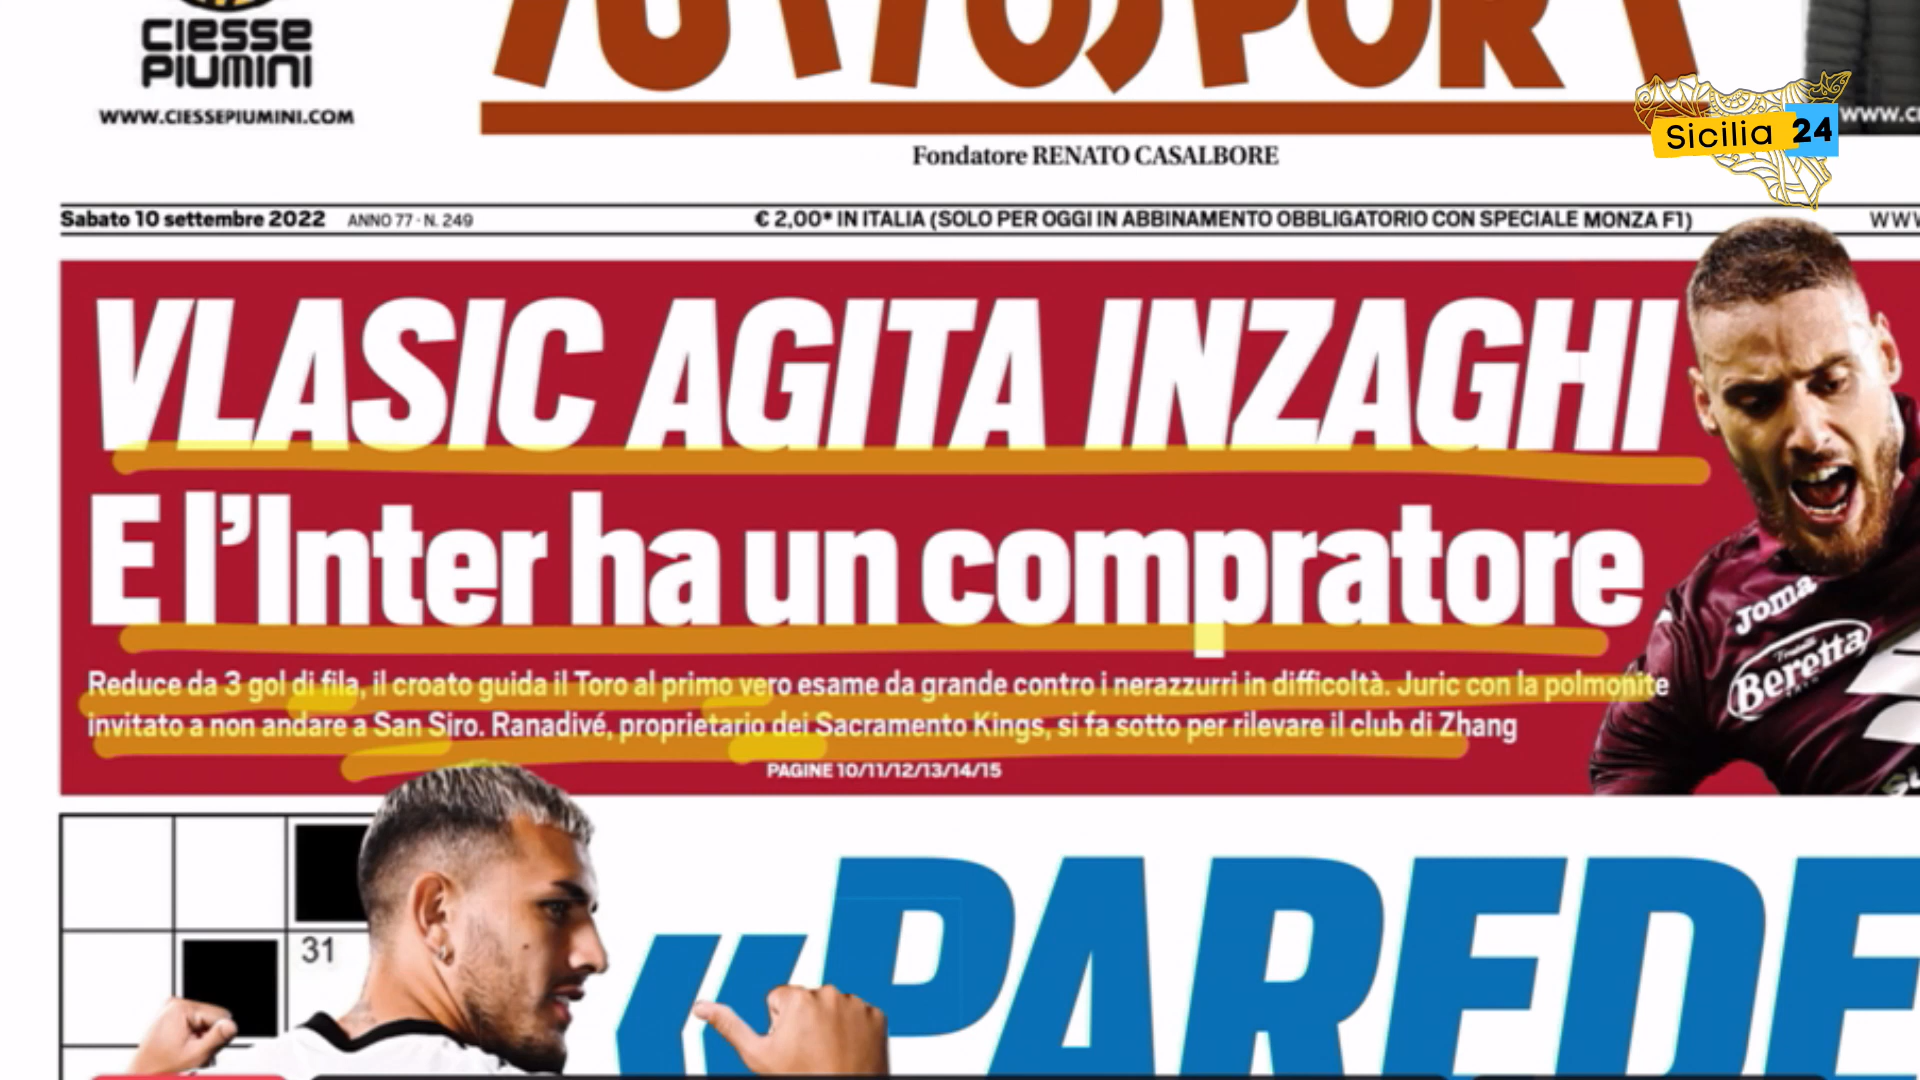 CIESSE
PIUMINI
WWW.CIESSEPIUMINI.COM
TUTTOSPORT
Fondatore RENATO CASALBORE
Sicilia 24
Sabato 10 settembre 2022 ANNO 77 - N. 249 € 2,00* IN ITALIA (SOLO PER OGGI IN ABBINAMENTO OBBLIGATORIO CON SPECIALE MONZA F1)
VLASIC AGITA INZAGHI
E l'Inter ha un compratore
Reduce da 3 gol di fila, il croato guida il Toro al primo vero esame da grande contro i nerazzurri in difficoltà. Juric con la polmonite
invitato a non andare a San Siro. Ranadivé, proprietario dei Sacramento Kings, si fa sotto per rilevare il club di Zhang
PAGINE 10/11/12/13/14/15
Joma
Beretta
31
«PAREDE